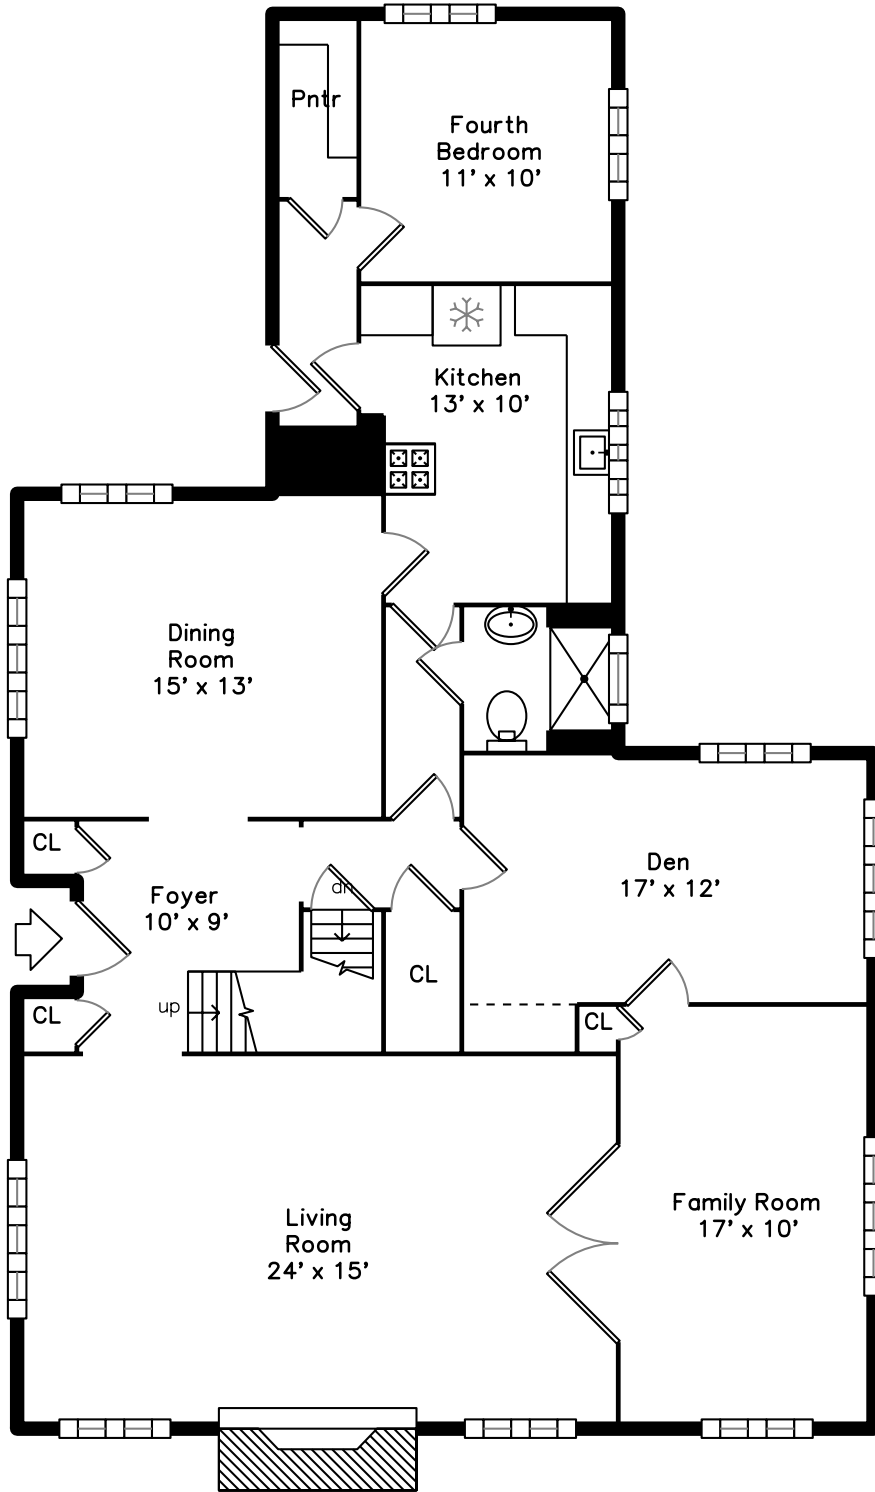 Pntr
Fourth
Bedroom
11' x 10'
Kitchen
13' x 10'
Dining
Room
15' x 13'
CL
Den
17' x 12'
dn
Foyer
10' x 9'
CL
up
CL
CL
Family Room
17' x 10'
Living
Room
24' x 15'